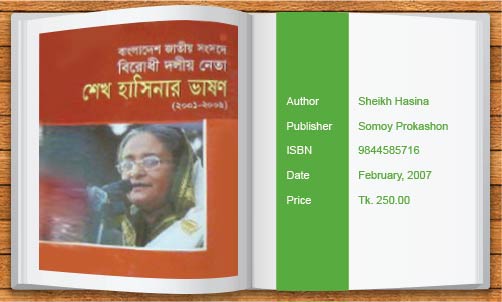 বাংলাদেশ জাতীয় সংসদে
বিরোধী দলীয় নেতা
শেখ হাসিনার ভাষণ
(২০০১-২০০৬)
Author Sheikh Hasina
Publisher Somoy Prokashon
ISBN 9844585716
Date February, 2007
Price Tk. 250.00